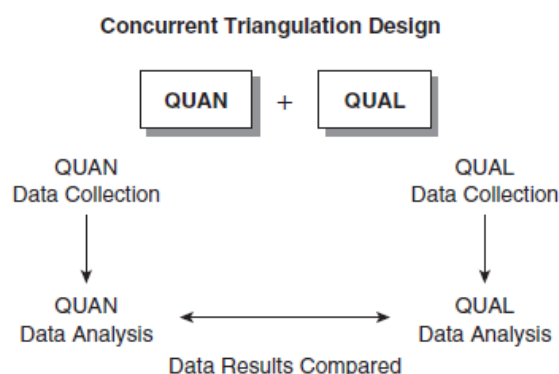 Concurrent Triangulation Design
QUAN + QUAL
QUAN
Data Collection
QUAL
Data Collection
QUAN
Data Analysis
QUAL
Data Analysis
Data Results Compared